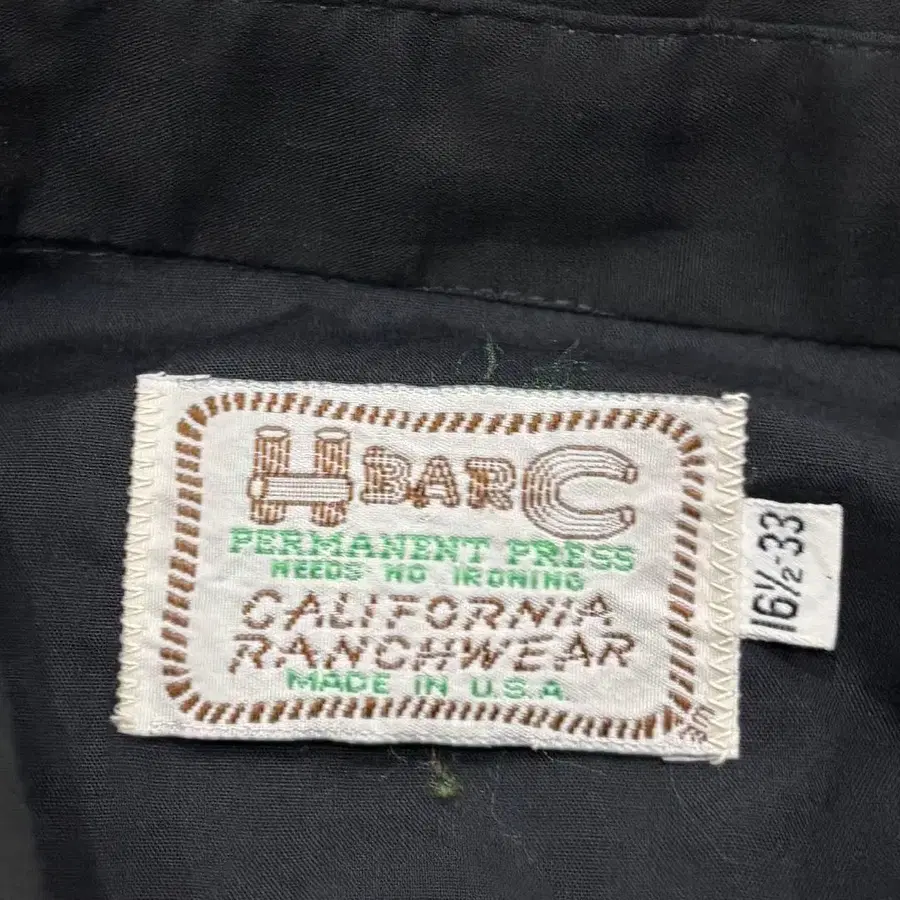 H BAR C
PERMANENT PRESS
NEEDS NO IRONING
CALIFORNIA
RANCHWEAR
MADE IN U.S.A
16½-33